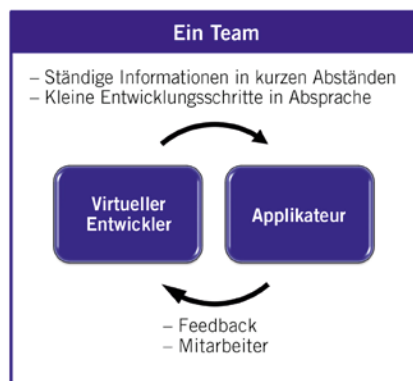 Ein Team
– Ständige Informationen in kurzen Abständen
– Kleine Entwicklungsschritte in Absprache
Virtueller
Entwickler
Applikateur
– Feedback
– Mitarbeiter